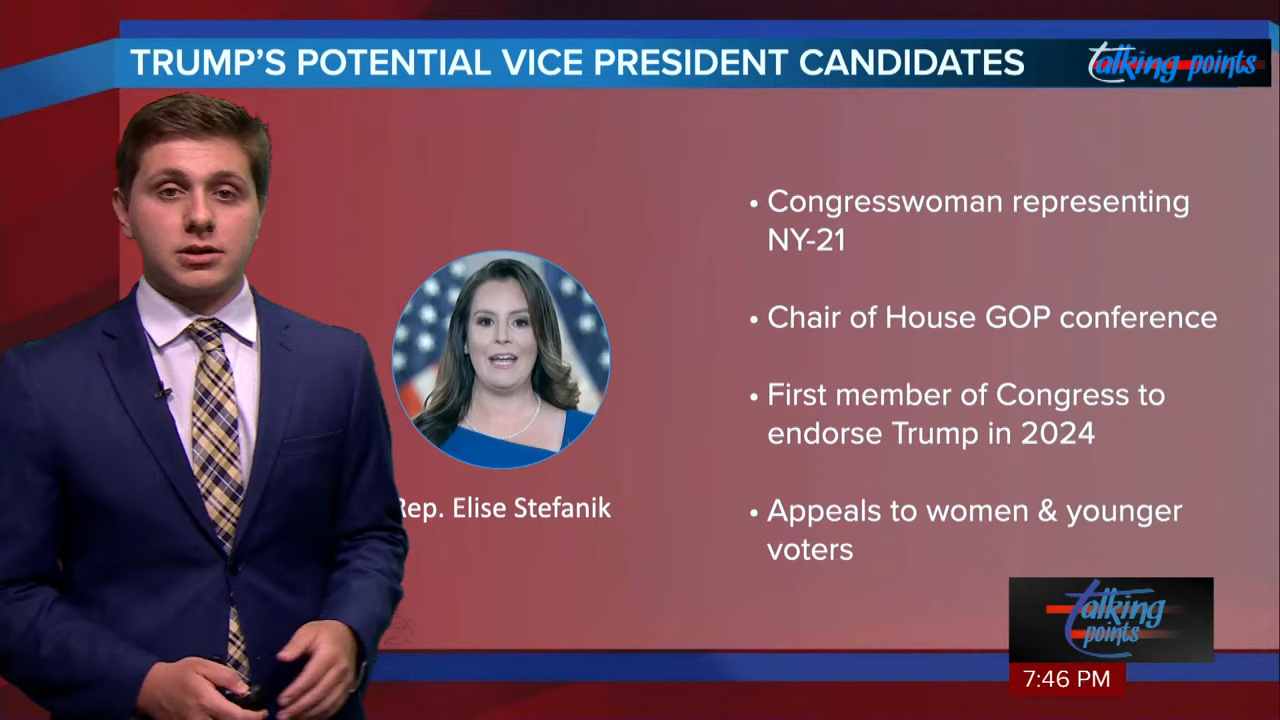 TRUMP'S POTENTIAL VICE PRESIDENT CANDIDATES
talking points
• Congresswoman representing
NY-21
• Chair of House GOP conference
• First member of Congress to
endorse Trump in 2024
• Appeals to women & younger
voters
Rep. Elise Stefanik
talking
points
7:46 PM